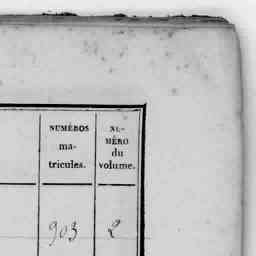 NUMÉROS
ma-
tricules.
NU-
MÉRO
du
volume.
903
2